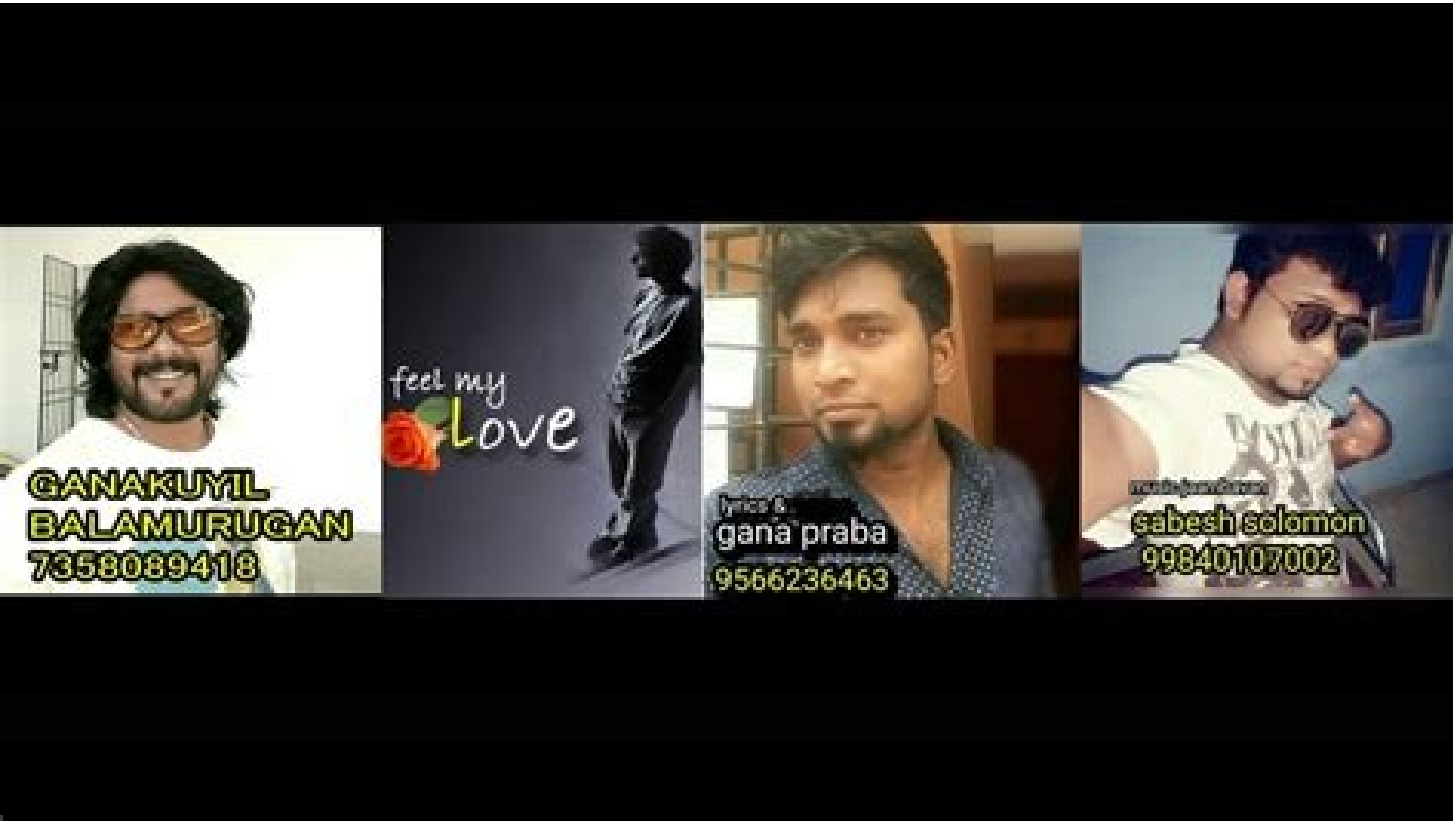 GANAKUYIL
BALAMURUGAN
7358089418
feel my
Love
lyrics &
gana praba
9566236463
sabesh solomon
99840107002